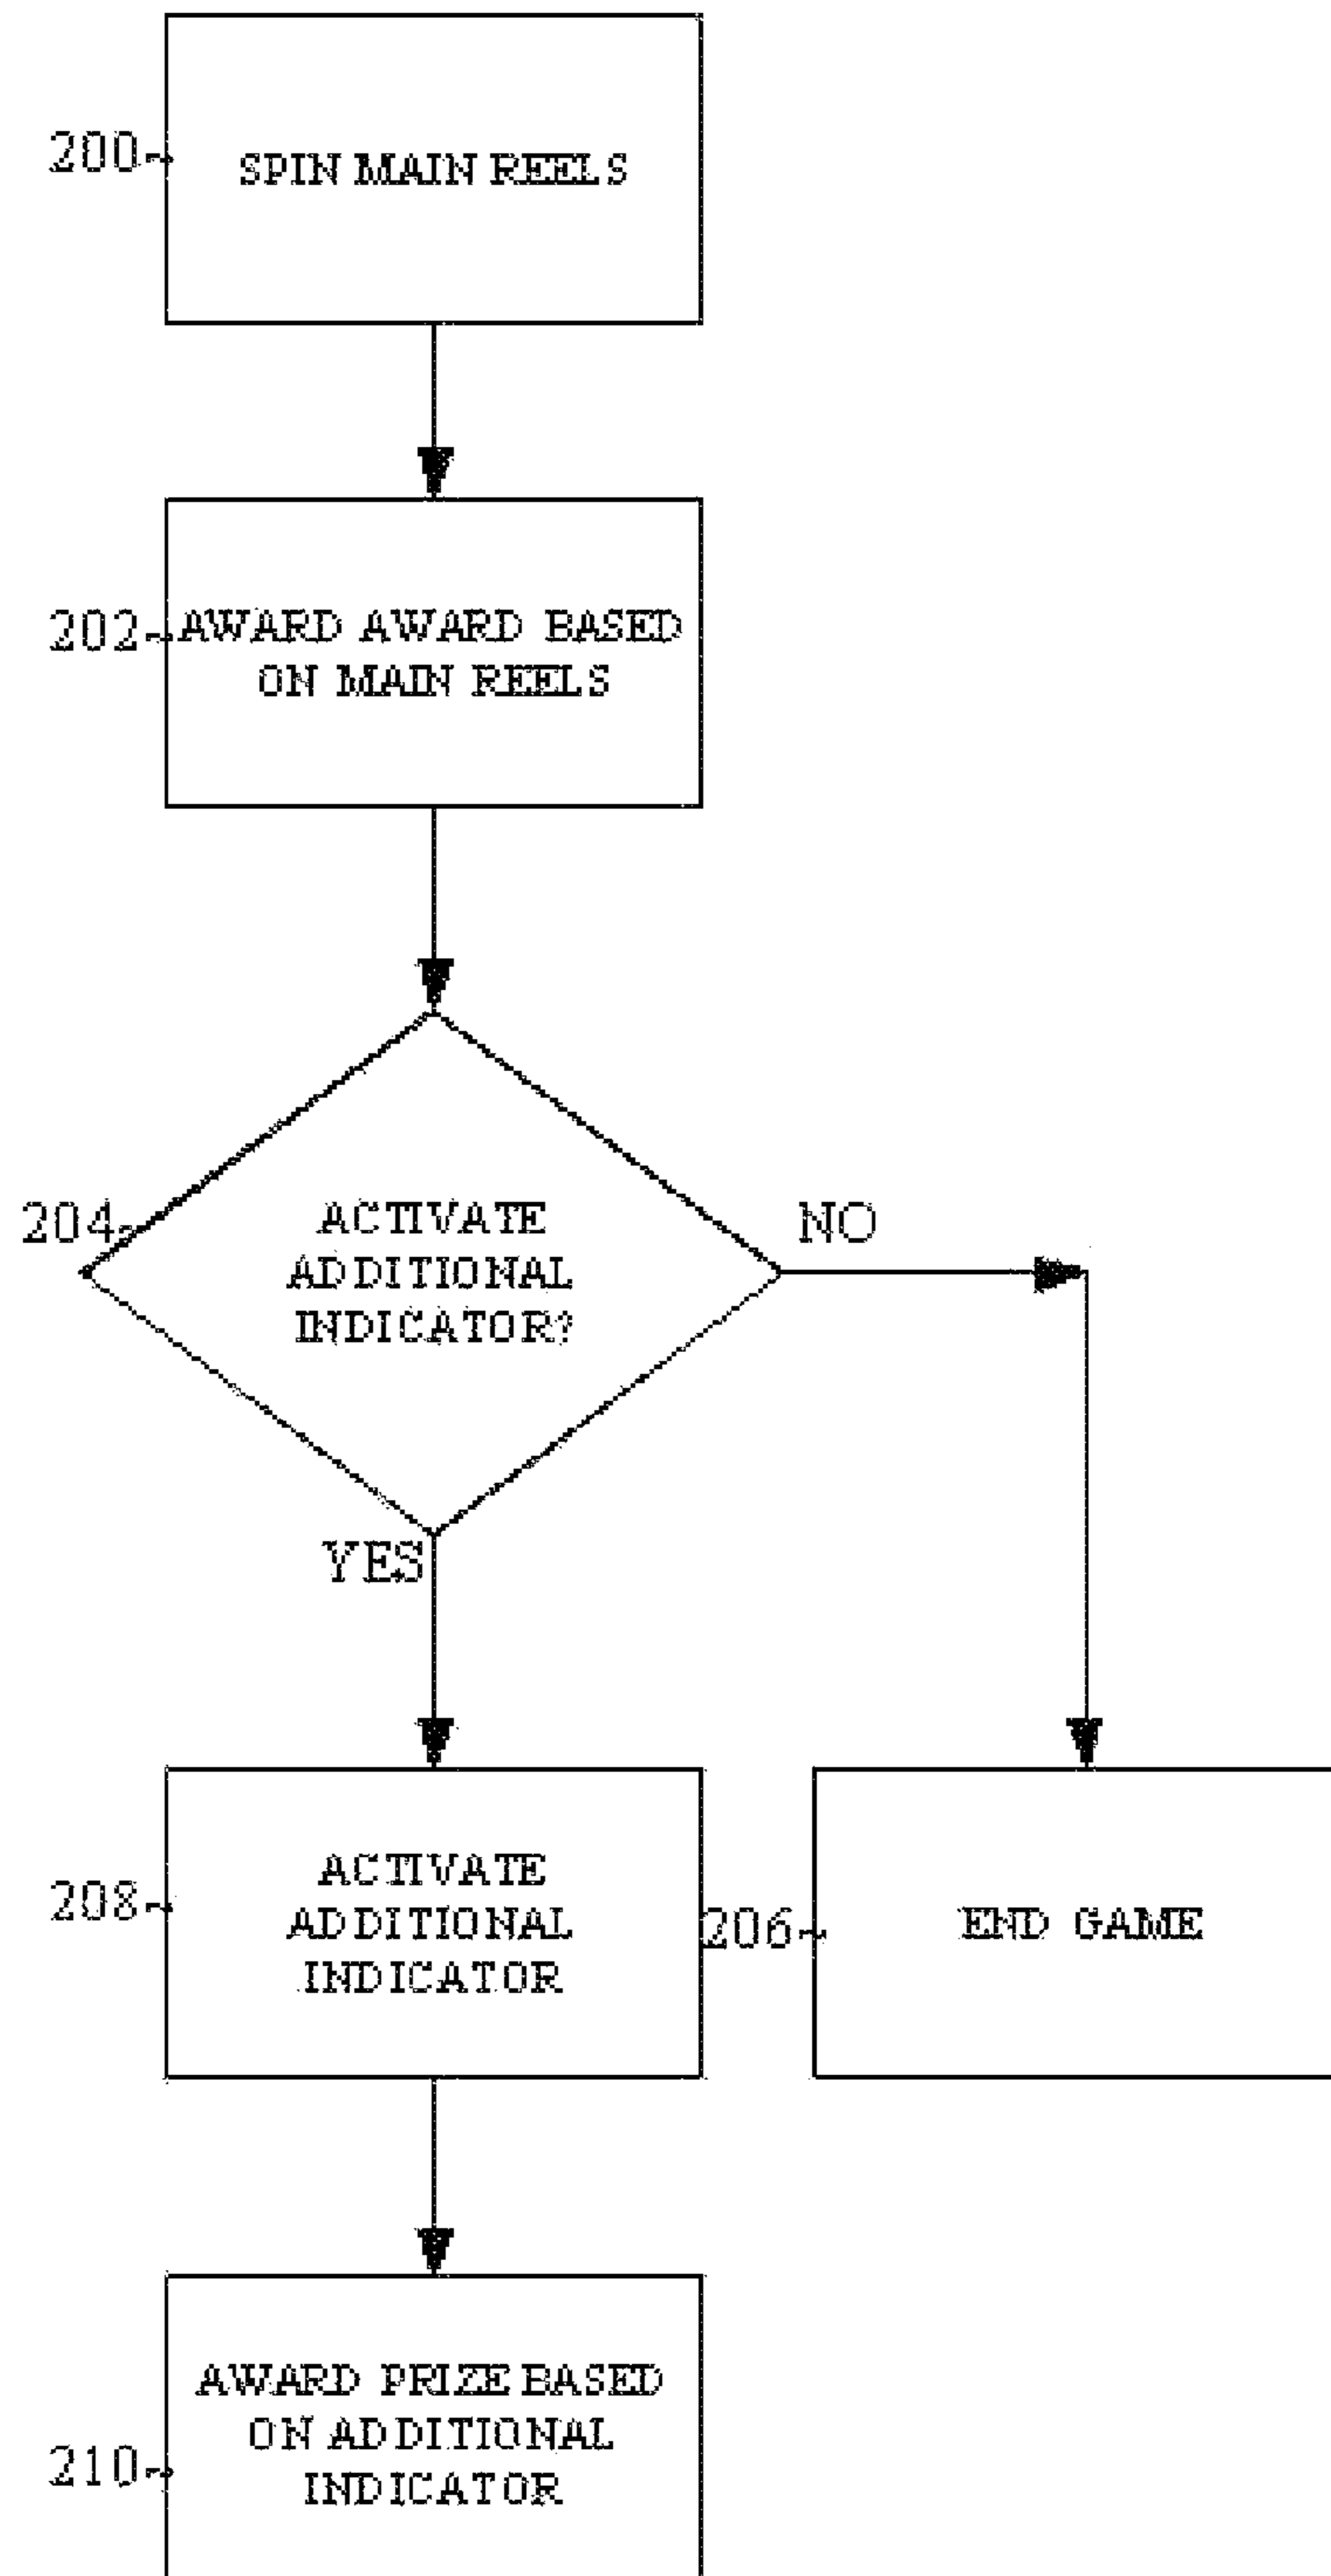 200
SPIN MAIN REELS
202
AWARD AWARD BASED
ON MAIN REELS
204
ACTIVATE
ADDITIONAL
INDICATOR?
NO
YES
208
ACTIVATE
ADDITIONAL
INDICATOR
206
END GAME
210
AWARD PRIZE BASED
ON ADDITIONAL
INDICATOR